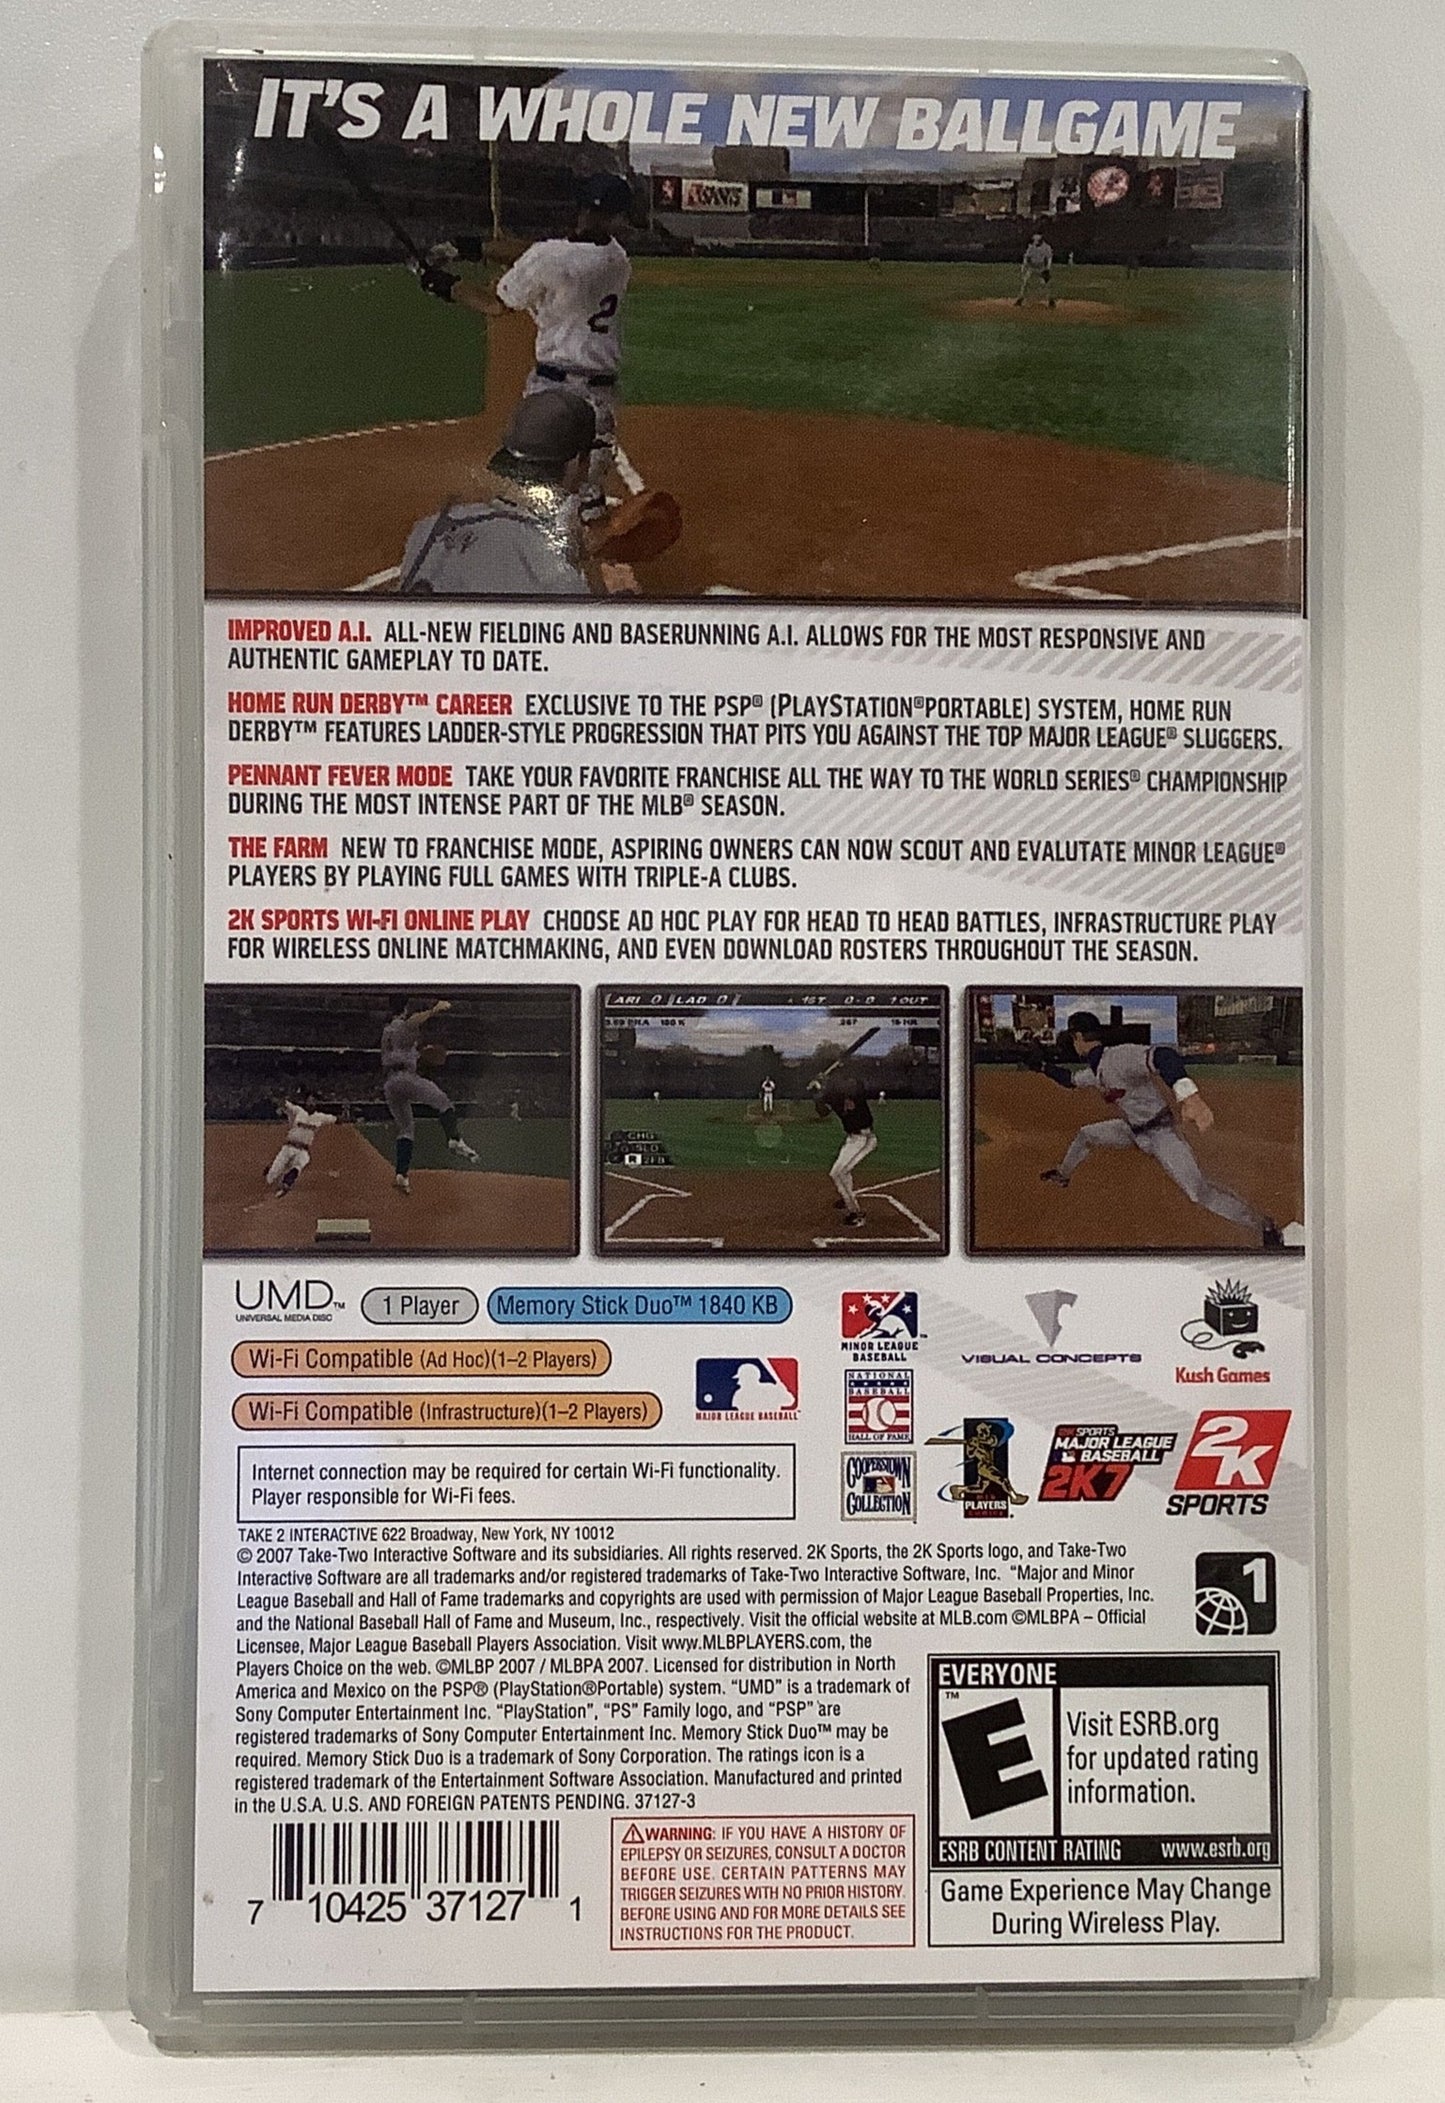 IT'S A WHOLE NEW BALLGAME
2
IMPROVED A.I. ALL-NEW FIELDING AND BASERUNNING A.I. ALLOWS FOR THE MOST RESPONSIVE AND
AUTHENTIC GAMEPLAY TO DATE.
HOME RUN DERBY™ CAREER EXCLUSIVE TO THE PSP® (PLAYSTATION®PORTABLE) SYSTEM, HOME RUN
DERBY™ FEATURES LADDER-STYLE PROGRESSION THAT PITS YOU AGAINST THE TOP MAJOR LEAGUE® SLUGGERS.
PENNANT FEVER MODE TAKE YOUR FAVORITE FRANCHISE ALL THE WAY TO THE WORLD SERIES® CHAMPIONSHIP
DURING THE MOST INTENSE PART OF THE MLB® SEASON.
THE FARM NEW TO FRANCHISE MODE, ASPIRING OWNERS CAN NOW SCOUT AND EVALUTATE MINOR LEAGUE®
PLAYERS BY PLAYING FULL GAMES WITH TRIPLE-A CLUBS.
2K SPORTS WI-FI ONLINE PLAY CHOOSE AD HOC PLAY FOR HEAD TO HEAD BATTLES, INFRASTRUCTURE PLAY
FOR WIRELESS ONLINE MATCHMAKING, AND EVEN DOWNLOAD ROSTERS THROUGHOUT THE SEASON.
ARI 0 LAD 0 1ST 0-0 1 OUT
CHG
SLD
R 2FB
UMD™ 1 Player Memory Stick Duo™ 1840 KB
UNIVERSAL MEDIA DISC
Wi-Fi Compatible (Ad Hoc)(1–2 Players)
Wi-Fi Compatible (Infrastructure)(1–2 Players)
MAJOR LEAGUE BASEBALL
MINOR LEAGUE
BASEBALL
VISUAL CONCEPTS
Kush Games
NATIONAL
BASEBALL
HALL OF FAME
COOPERSTOWN
COLLECTION
PLAYERS
CHOICE
2K SPORTS
MAJOR LEAGUE
BASEBALL
2K7
2K
SPORTS
Internet connection may be required for certain Wi-Fi functionality.
Player responsible for Wi-Fi fees.
TAKE 2 INTERACTIVE 622 Broadway, New York, NY 10012
© 2007 Take-Two Interactive Software and its subsidiaries. All rights reserved. 2K Sports, the 2K Sports logo, and Take-Two
Interactive Software are all trademarks and/or registered trademarks of Take-Two Interactive Software, Inc. "Major and Minor
League Baseball and Hall of Fame trademarks and copyrights are used with permission of Major League Baseball Properties, Inc.
and the National Baseball Hall of Fame and Museum, Inc., respectively. Visit the official website at MLB.com ©MLBPA – Official
Licensee, Major League Baseball Players Association. Visit www.MLBPLAYERS.com, the
Players Choice on the web. ©MLBP 2007 / MLBPA 2007. Licensed for distribution in North
America and Mexico on the PSP® (PlayStation®Portable) system. "UMD" is a trademark of
Sony Computer Entertainment Inc. "PlayStation", "PS" Family logo, and "PSP" are
registered trademarks of Sony Computer Entertainment Inc. Memory Stick Duo™ may be
required. Memory Stick Duo is a trademark of Sony Corporation. The ratings icon is a
registered trademark of the Entertainment Software Association. Manufactured and printed
in the U.S.A. U.S. AND FOREIGN PATENTS PENDING. 37127-3
1
EVERYONE
E™
Visit ESRB.org
for updated rating
information.
ESRB CONTENT RATING www.esrb.org
Game Experience May Change
During Wireless Play.
WARNING: IF YOU HAVE A HISTORY OF
EPILEPSY OR SEIZURES, CONSULT A DOCTOR
BEFORE USE. CERTAIN PATTERNS MAY
TRIGGER SEIZURES WITH NO PRIOR HISTORY.
BEFORE USING AND FOR MORE DETAILS SEE
INSTRUCTIONS FOR THE PRODUCT.
7 10425 37127 1